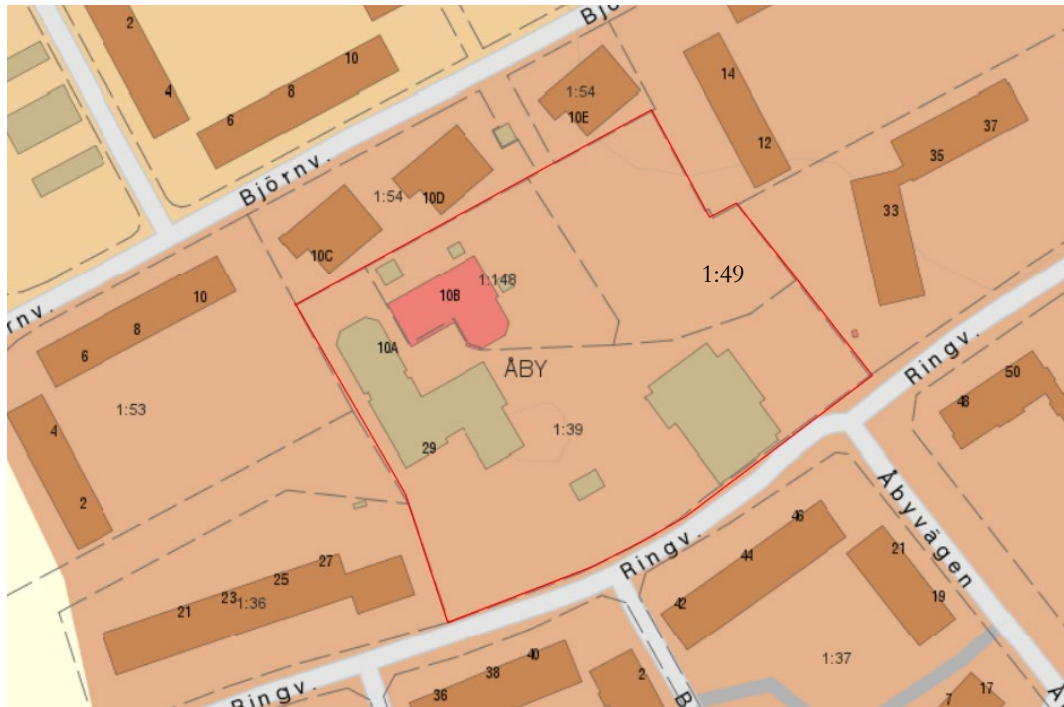 2
4
6
8
10
Björnv.
Bjö
1:54
10E
14
12
37
35
33
1:54
10D
10C
10B
1:148
1:49
10
8
6
rnv.
10A
ÅBY
Ringv.
50
48
1:53
4
2
29
1:39
Åbyvägen
46
44
42
21
19
27
25
23
21
1:36
Ringv.
1:37
40
38
36
2
B
Ringv.
17
7
Å